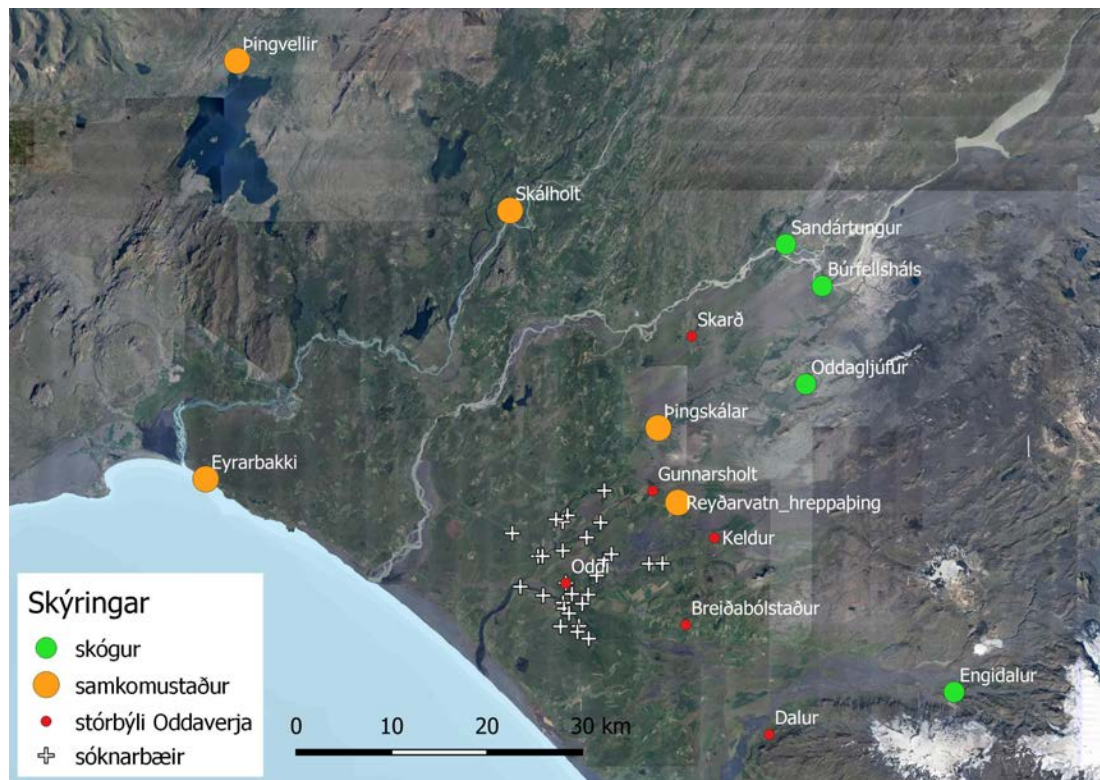 Þingvellir
Skálholt
Sandártungur
Búrfellsháls
Skarð
Oddagljúfur
Þingskálar
Eyrarbakki
Gunnarsholt
Reyðarvatn_hreppaþing
Keldur
Oddi
Breiðabólstaður
Engidalur
Dalur
Skýringar
skógur
samkomustaður
stórbýli Oddaverja
sóknarbæir
0 10 20 30 km